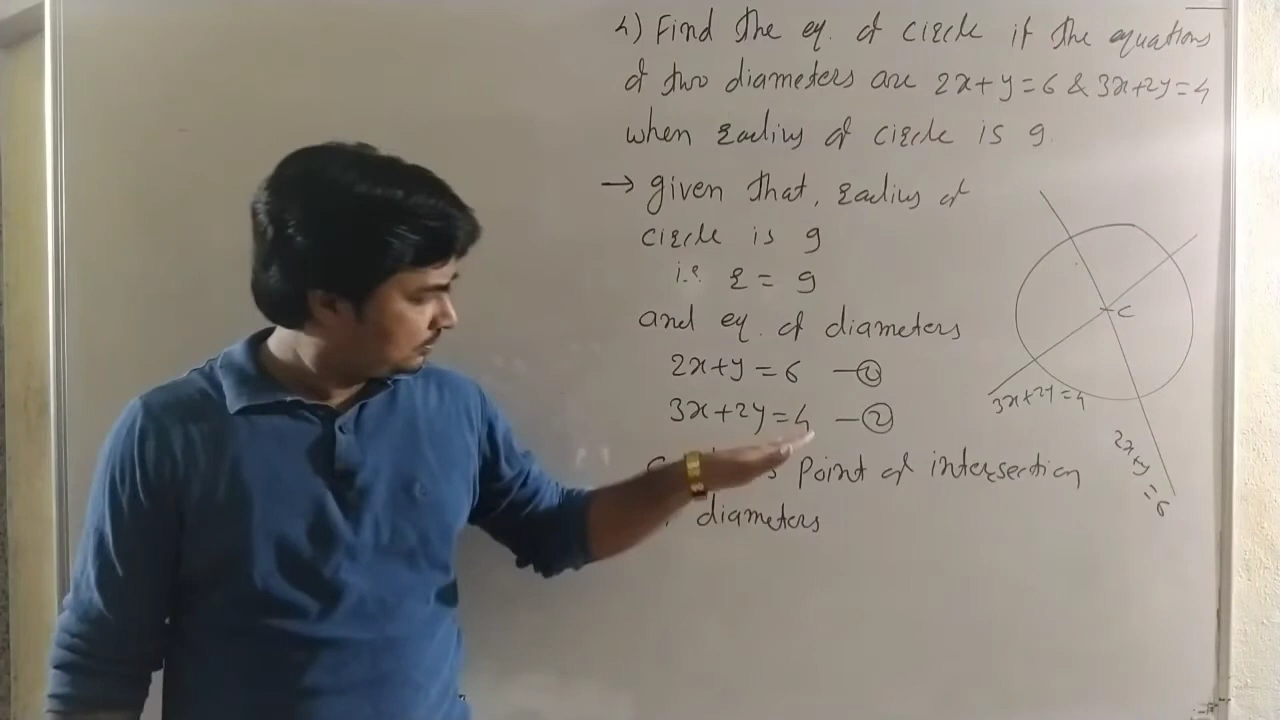 4) Find the eq. of circle if the equations
of two diameters are 2x+y=6 & 3x+2y=4
when radius of circle is 9.
→ given that, radius of
circle is 9
i.e r = 9
and eq. of diameters
2x+y=6 —①
3x+2y=4 —②
point of intersection
diameters
C
3x+2y=4
2x+y=6